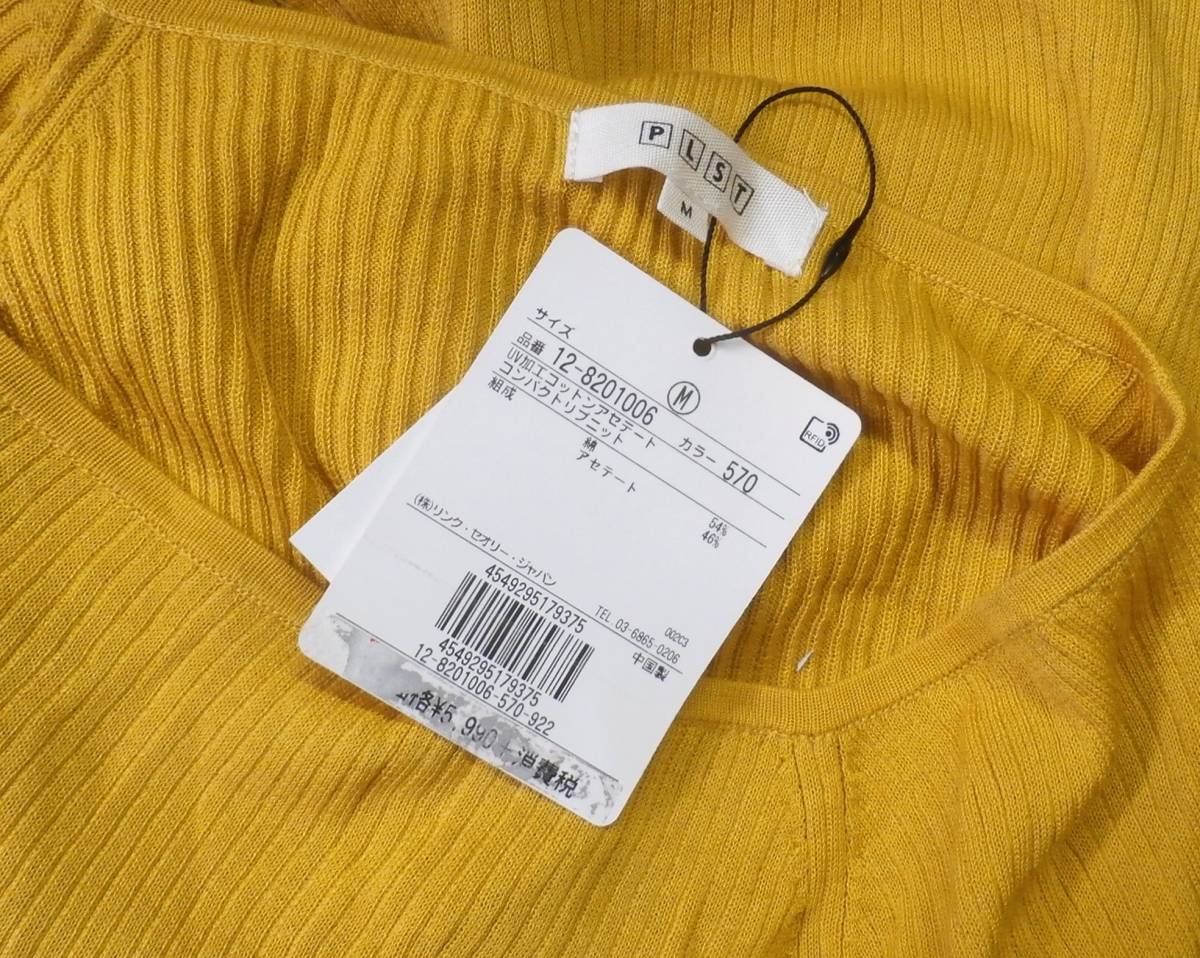 PLST
M
サイズ M
RFID
品番 12-8201006 カラー 570
UV加工コットンアセテート
コンパクトリブニット
組成 綿 54%
アセテート 46%
002C3
(株)リンク・セオリー・ジャパン TEL 03-6865-0206
中国製
4549295179375
4549295179375
12-8201006-570-922
¥5,990+消費税